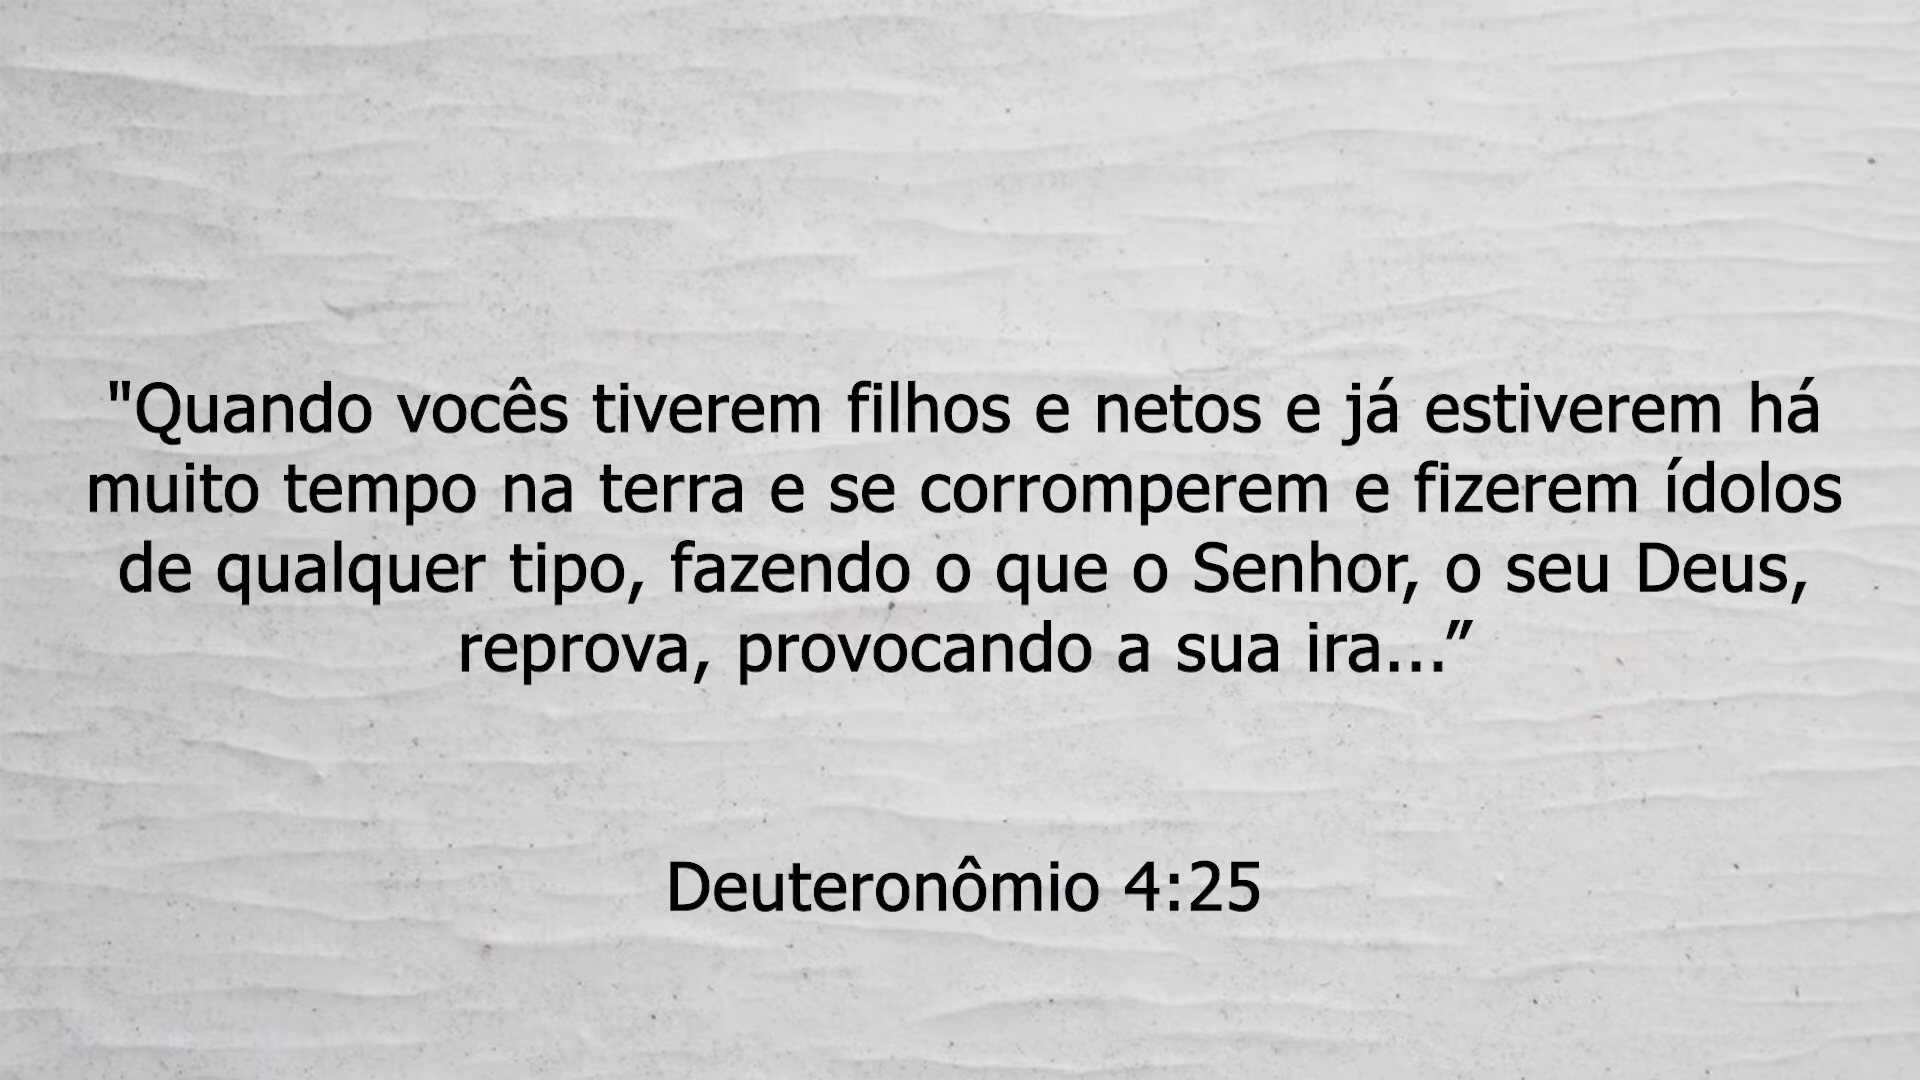 "Quando vocês tiverem filhos e netos e já estiverem há
muito tempo na terra e se corromperem e fizerem ídolos
de qualquer tipo, fazendo o que o Senhor, o seu Deus,
reprova, provocando a sua ira...”
Deuteronômio 4:25